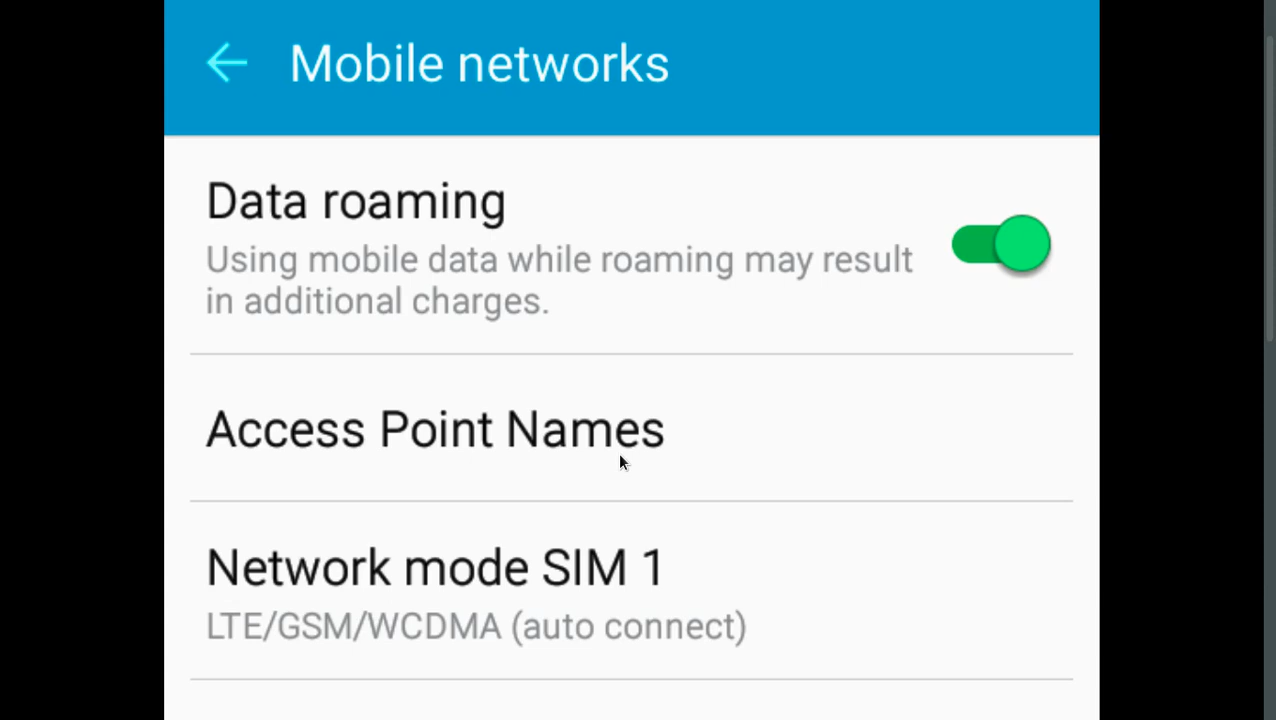 Mobile networks
Data roaming
Using mobile data while roaming may result
in additional charges.
Access Point Names
Network mode SIM 1
LTE/GSM/WCDMA (auto connect)